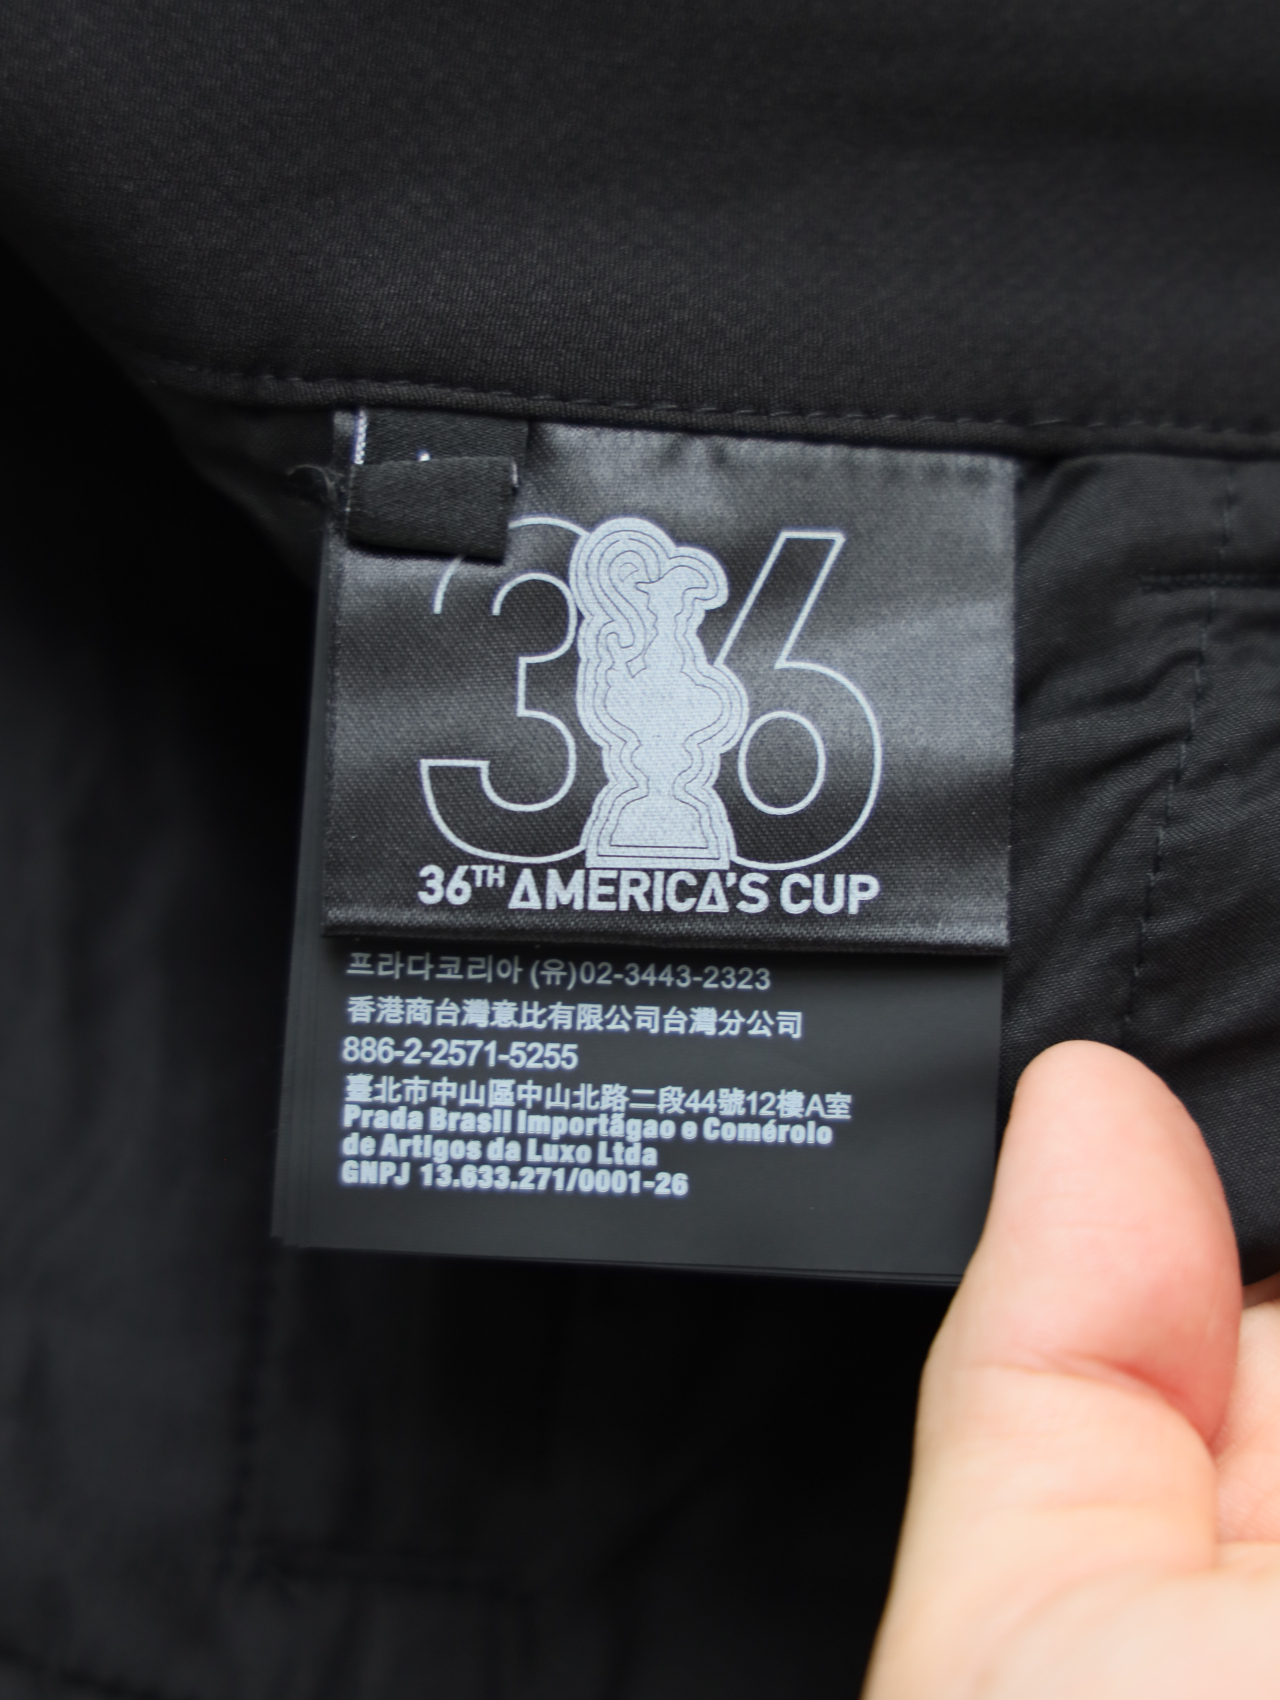 36
36TH AMERICA'S CUP
프라다코리아 (유)02-3443-2323
香港商台灣意比有限公司台灣分公司
886-2-2571-5255
臺北市中山區中山北路二段44號12樓A室
Prada Brasil Importãgao e Comérolo
de Artigos da Luxo Ltda
GNPJ 13.633.271/0001-26